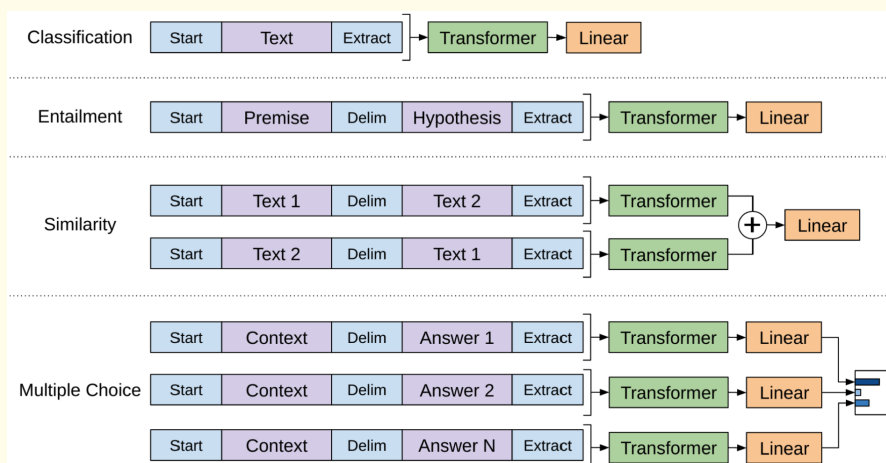 Classification Start Text Extract Transformer Linear
Entailment Start Premise Delim Hypothesis Extract Transformer Linear
Similarity
Start Text 1 Delim Text 2 Extract Transformer
+ Linear
Start Text 2 Delim Text 1 Extract Transformer
Multiple Choice
Start Context Delim Answer 1 Extract Transformer Linear
Start Context Delim Answer 2 Extract Transformer Linear
Start Context Delim Answer N Extract Transformer Linear